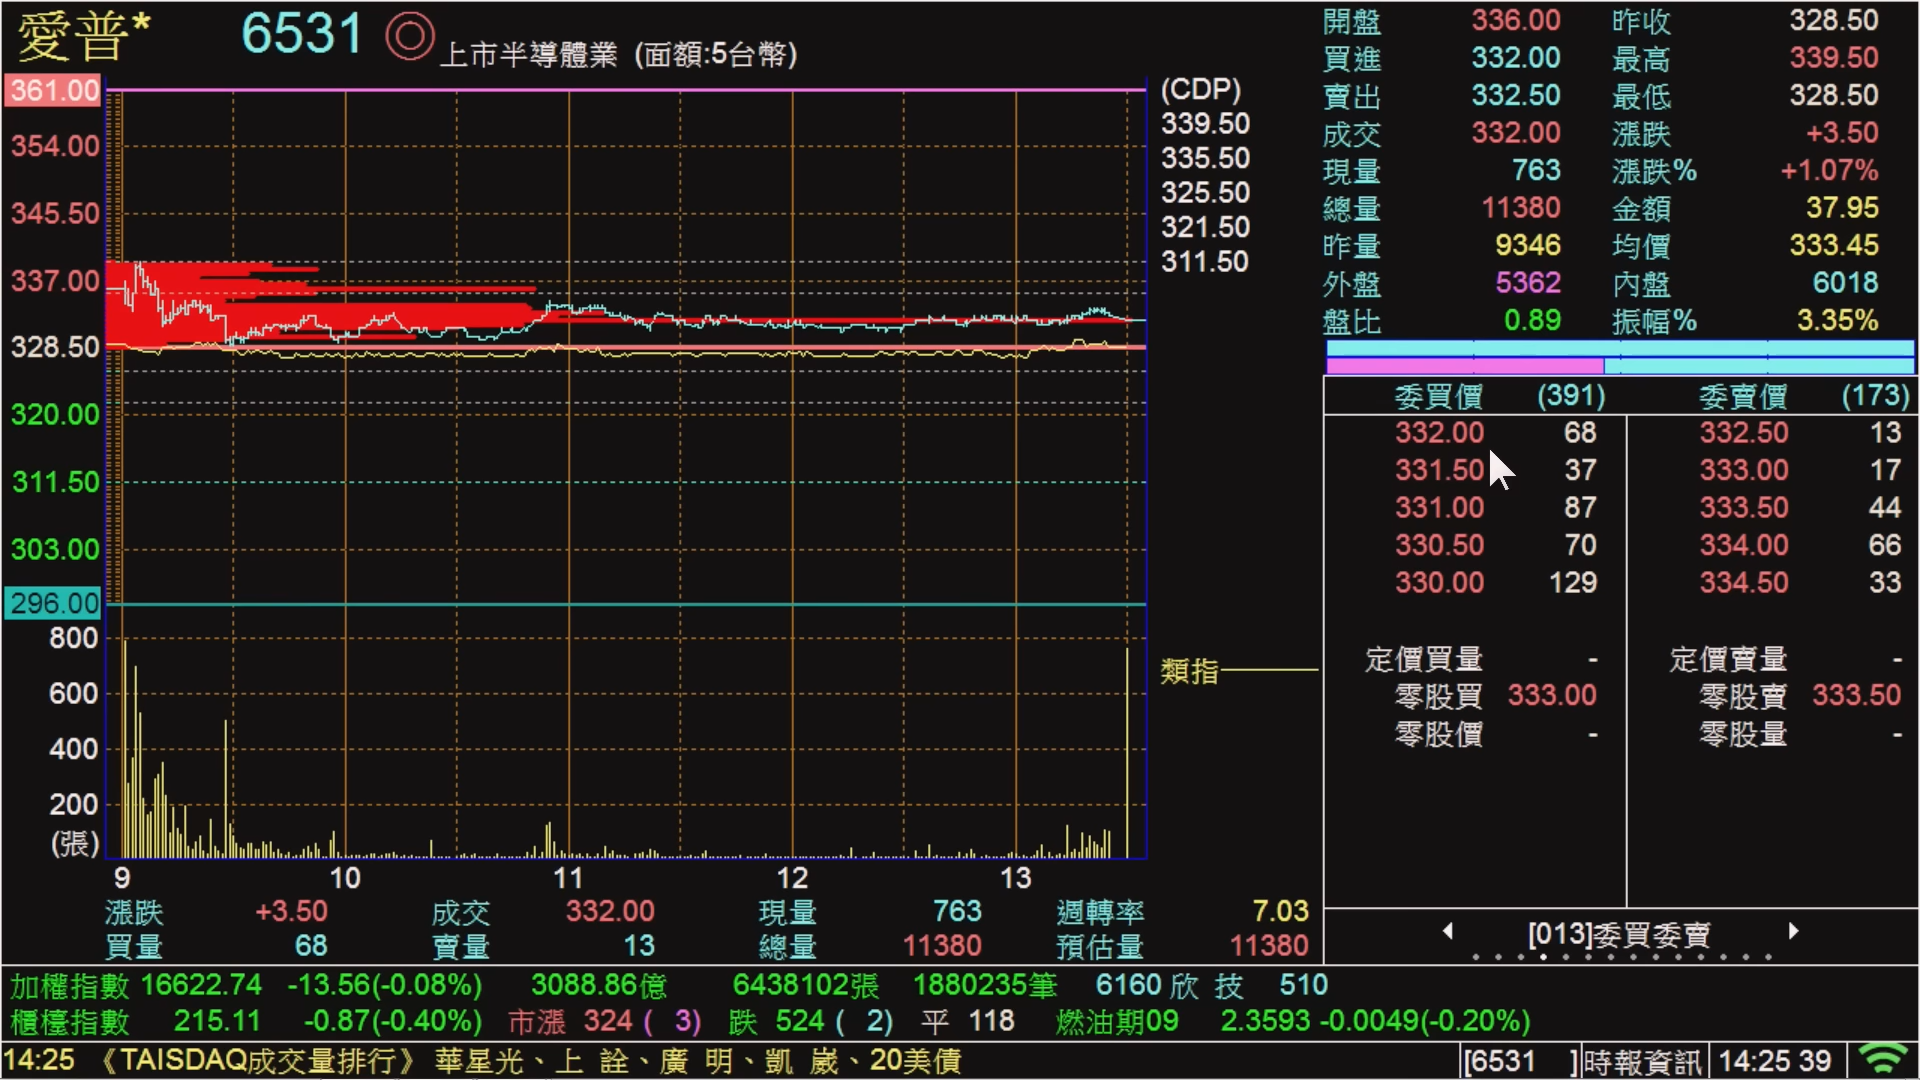 愛普* 6531 上市半導體業 (面額:5台幣)
361.00
354.00
345.50
337.00
328.50
320.00
311.50
303.00
296.00
800
600
400
200
(張)
9 10 11 12 13
(CDP)
339.50
335.50
325.50
321.50
311.50
類指
漲跌 +3.50 成交 332.00 現量 763 週轉率 7.03
買量 68 賣量 13 總量 11380 預估量 11380
開盤 336.00 昨收 328.50
買進 332.00 最高 339.50
賣出 332.50 最低 328.50
成交 332.00 漲跌 +3.50
現量 763 漲跌% +1.07%
總量 11380 金額 37.95
昨量 9346 均價 333.45
外盤 5362 內盤 6018
盤比 0.89 振幅% 3.35%
委買價 (391) 委賣價 (173)
332.00 68 332.50 13
331.50 37 333.00 17
331.00 87 333.50 44
330.50 70 334.00 66
330.00 129 334.50 33
定價買量 - 定價賣量 -
零股買 333.00 零股賣 333.50
零股價 - 零股量 -
[013]委買委賣
加權指數 16622.74 -13.56(-0.08%) 3088.86億 6438102張 1880235筆 6160 欣 技 510
櫃檯指數 215.11 -0.87(-0.40%) 市漲 324 ( 3) 跌 524 ( 2) 平 118 燃油期09 2.3593 -0.0049(-0.20%)
14:25 《TAISDAQ成交量排行》 華星光、上 詮、廣 明、凱 崴、20美債 [6531 ]時報資訊 14:25 39